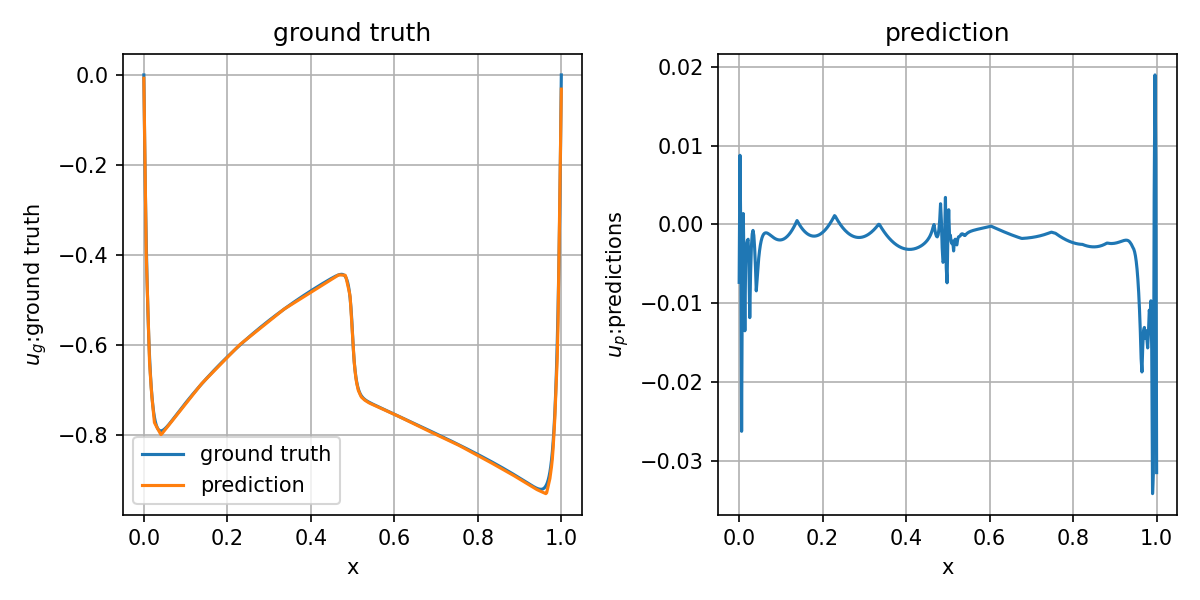 ground truth
0.0
−0.2
−0.4
−0.6
−0.8
u_g:ground truth
ground truth
prediction
0.0 0.2 0.4 0.6 0.8 1.0
x
prediction
0.02
0.01
0.00
−0.01
−0.02
−0.03
u_p:predictions
0.0 0.2 0.4 0.6 0.8 1.0
x